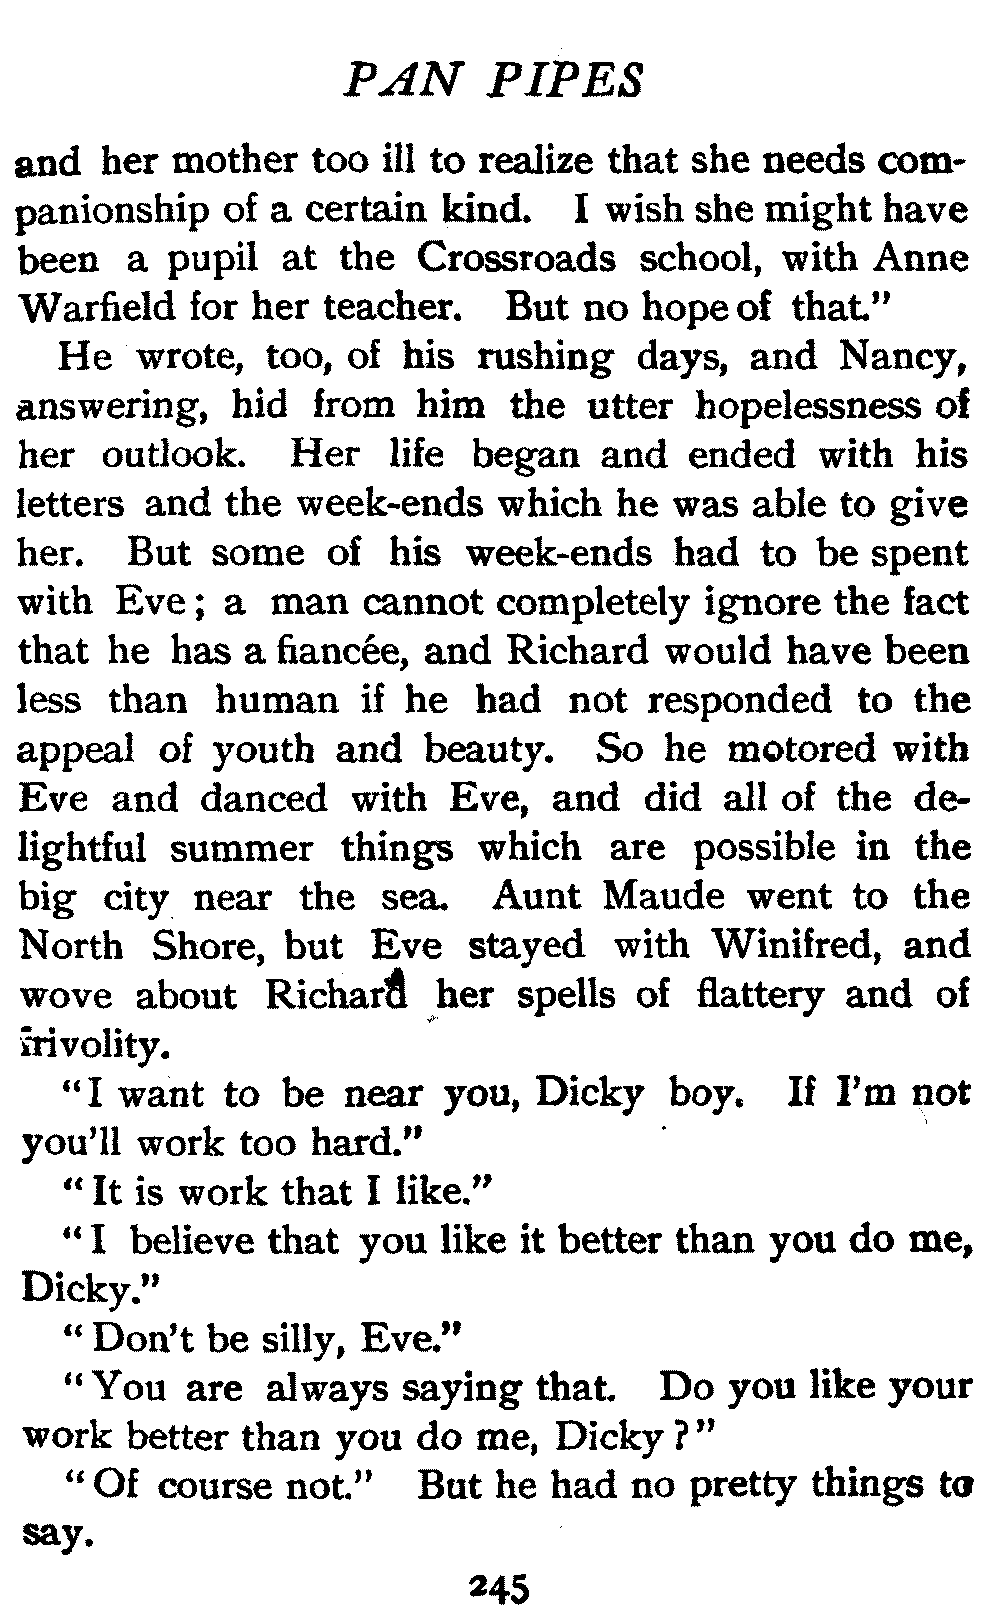 PAN PIPES
and her mother too ill to realize that she needs com-
panionship of a certain kind. I wish she might have
been a pupil at the Crossroads school, with Anne
Warfield for her teacher. But no hope of that."
He wrote, too, of his rushing days, and Nancy,
answering, hid from him the utter hopelessness of
her outlook. Her life began and ended with his
letters and the week-ends which he was able to give
her. But some of his week-ends had to be spent
with Eve; a man cannot completely ignore the fact
that he has a fiancée, and Richard would have been
less than human if he had not responded to the
appeal of youth and beauty. So he motored with
Eve and danced with Eve, and did all of the de-
lightful summer things which are possible in the
big city near the sea. Aunt Maude went to the
North Shore, but Eve stayed with Winifred, and
wove about Richard her spells of flattery and of
frivolity.
"I want to be near you, Dicky boy. If I'm not
you'll work too hard."
"It is work that I like."
"I believe that you like it better than you do me,
Dicky."
"Don't be silly, Eve."
"You are always saying that. Do you like your
work better than you do me, Dicky?"
"Of course not." But he had no pretty things to
say.
245